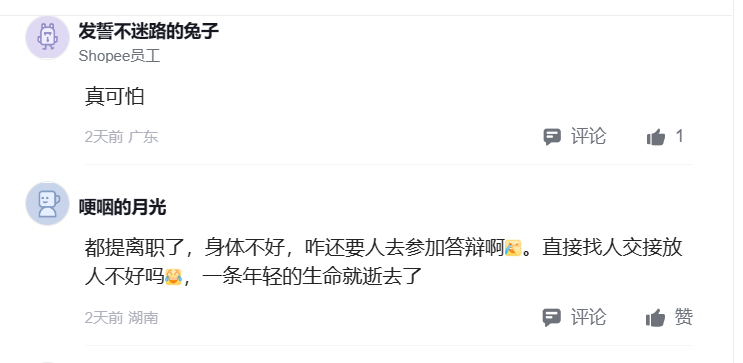 发誓不迷路的兔子
Shopee员工
真可怕
2天前 广东
评论
1
哽咽的月光
都提离职了，身体不好，咋还要人去参加答辩啊。直接找人交接放
人不好吗，一条年轻的生命就逝去了
2天前 湖南
评论
赞